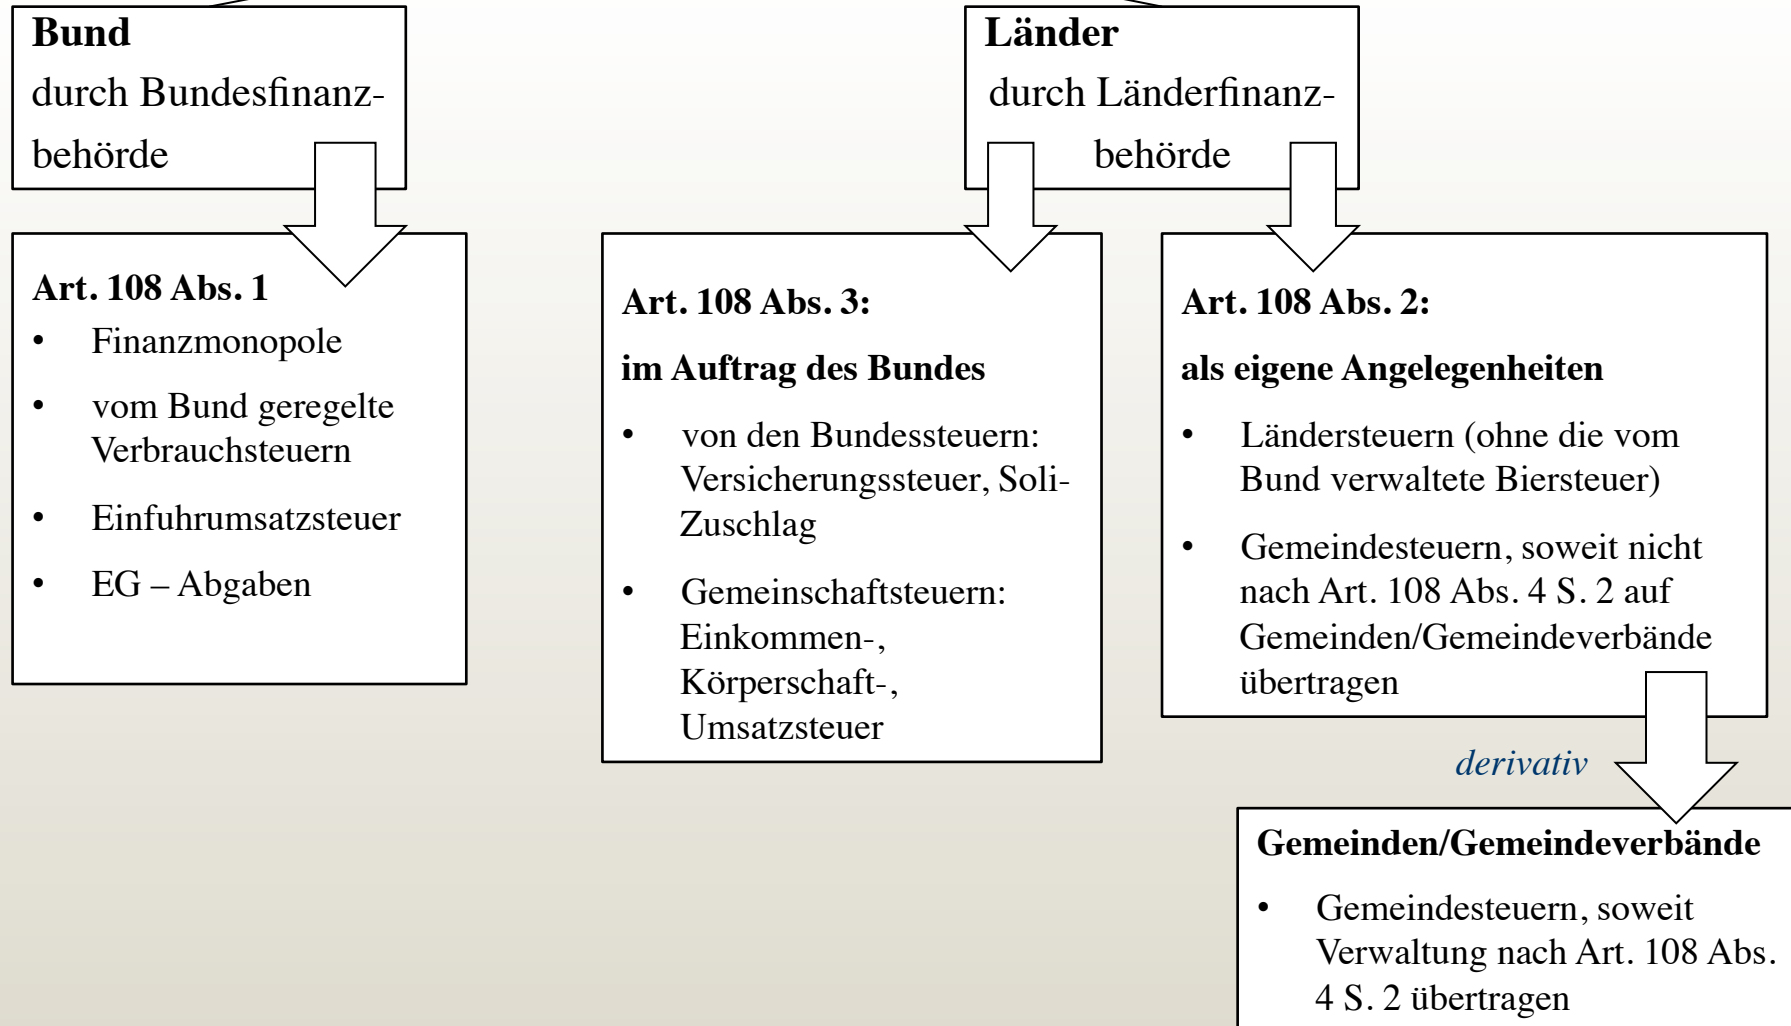 Bund
durch Bundesfinanz-
behörde
Länder
durch Länderfinanz-
behörde
Art. 108 Abs. 1
• Finanzmonopole
• vom Bund geregelte
Verbrauchsteuern
• Einfuhrumsatzsteuer
• EG – Abgaben
Art. 108 Abs. 3:
im Auftrag des Bundes
• von den Bundessteuern:
Versicherungssteuer, Soli-
Zuschlag
• Gemeinschaftsteuern:
Einkommen-,
Körperschaft-,
Umsatzsteuer
Art. 108 Abs. 2:
als eigene Angelegenheiten
• Ländersteuern (ohne die vom
Bund verwaltete Biersteuer)
• Gemeindesteuern, soweit nicht
nach Art. 108 Abs. 4 S. 2 auf
Gemeinden/Gemeindeverbände
übertragen
derivativ
Gemeinden/Gemeindeverbände
• Gemeindesteuern, soweit
Verwaltung nach Art. 108 Abs.
4 S. 2 übertragen